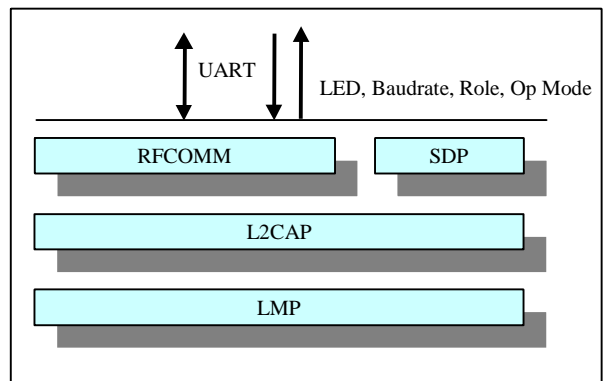 UART
LED, Baudrate, Role, Op Mode
RFCOMM
SDP
L2CAP
LMP